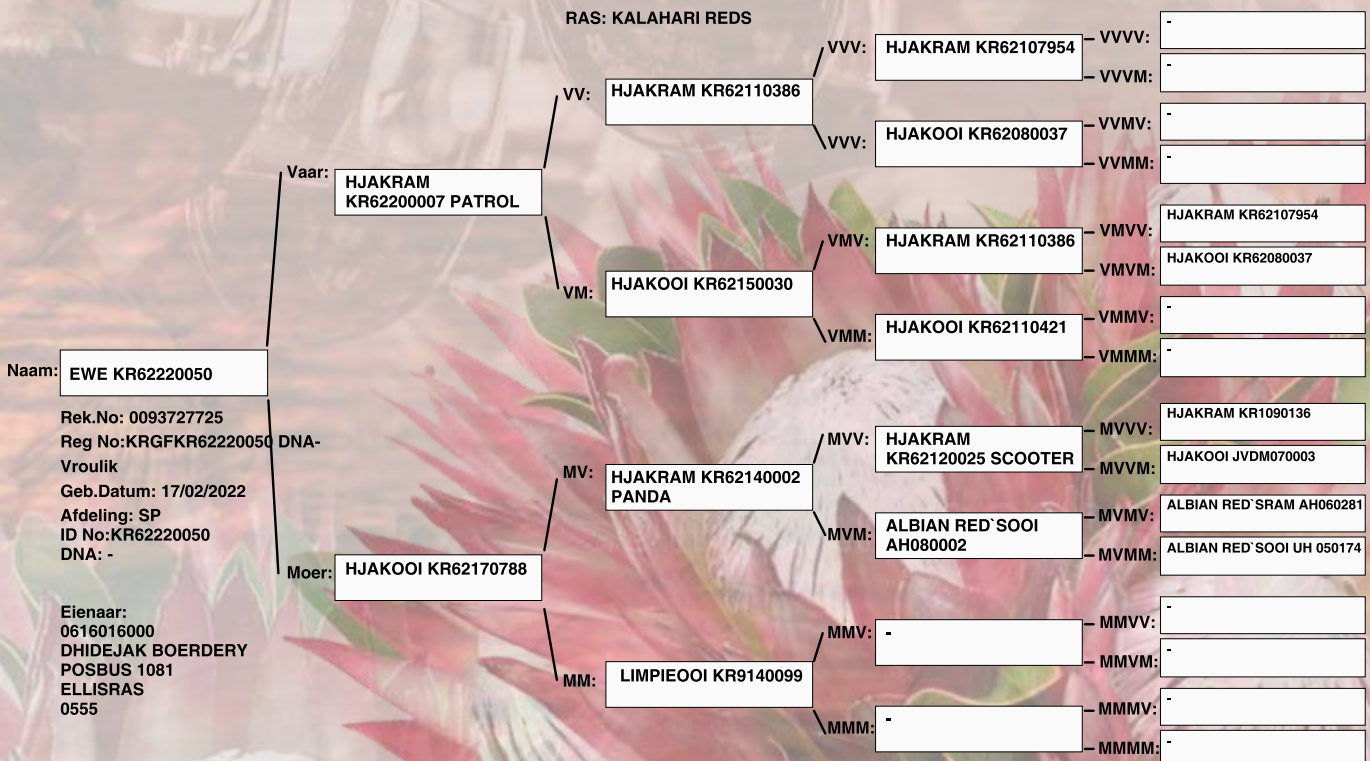 RAS: KALAHARI REDS
Naam:
EWE KR62220050
Rek.No: 0093727725
Reg No:KRGFKR62220050 DNA-
Vroulik
Geb.Datum: 17/02/2022
Afdeling: SP
ID No:KR62220050
DNA: -
Eienaar:
0616016000
DHIDEJAK BOERDERY
POSBUS 1081
ELLISRAS
0555
Vaar:
HJAKRAM
KR62200007 PATROL
Moer:
HJAKOOI KR62170788
VV:
HJAKRAM KR62110386
VM:
HJAKOOI KR62150030
MV:
HJAKRAM KR62140002
PANDA
MM:
LIMPIEOOI KR9140099
VVV:
HJAKRAM KR62107954
VVV:
HJAKOOI KR62080037
VMV:
HJAKRAM KR62110386
VMM:
HJAKOOI KR62110421
MVV:
HJAKRAM
KR62120025 SCOOTER
MVM:
ALBIAN RED`SOOI
AH080002
MMV:
-
MMM:
-
VVVV:
-
VVVM:
-
VVMV:
-
VVMM:
-
VMVV:
HJAKRAM KR62107954
VMVM:
HJAKOOI KR62080037
VMMV:
-
VMMM:
-
MVVV:
HJAKRAM KR1090136
MVVM:
HJAKOOI JVDM070003
MVMV:
ALBIAN RED`SRAM AH060281
MVMM:
ALBIAN RED`SOOI UH 050174
MMVV:
-
MMVM:
-
MMMV:
-
MMMM:
-